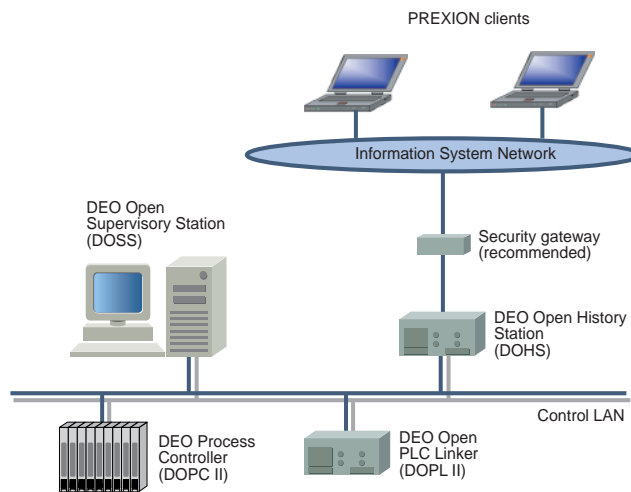 PREXION clients
Information System Network
DEO Open
Supervisory Station
(DOSS)
Security gateway
(recommended)
DEO Open History
Station
(DOHS)
Control LAN
DEO Process
Controller
(DOPC II)
DEO Open
PLC Linker
(DOPL II)